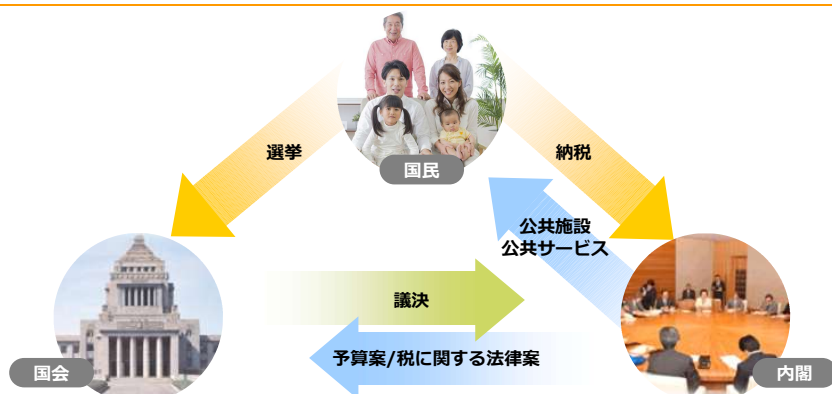 国民
選挙
納税
公共施設
公共サービス
議決
予算案/税に関する法律案
国会
内閣